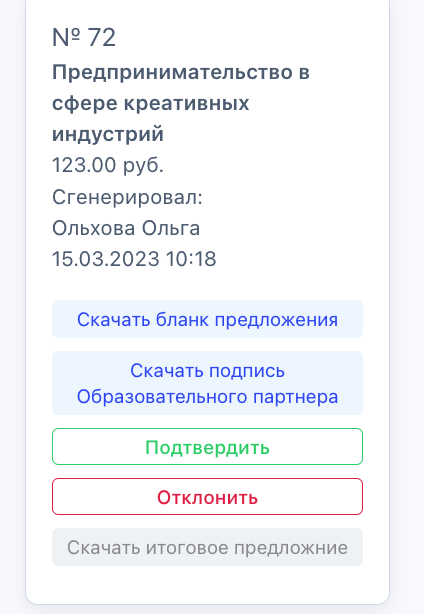 № 72
Предпринимательство в
сфере креативных
индустрий
123.00 руб.
Сгенерировал:
Ольхова Ольга
15.03.2023 10:18
Скачать бланк предложения
Скачать подпись
Образовательного партнера
Подтвердить
Отклонить
Скачать итоговое предложние